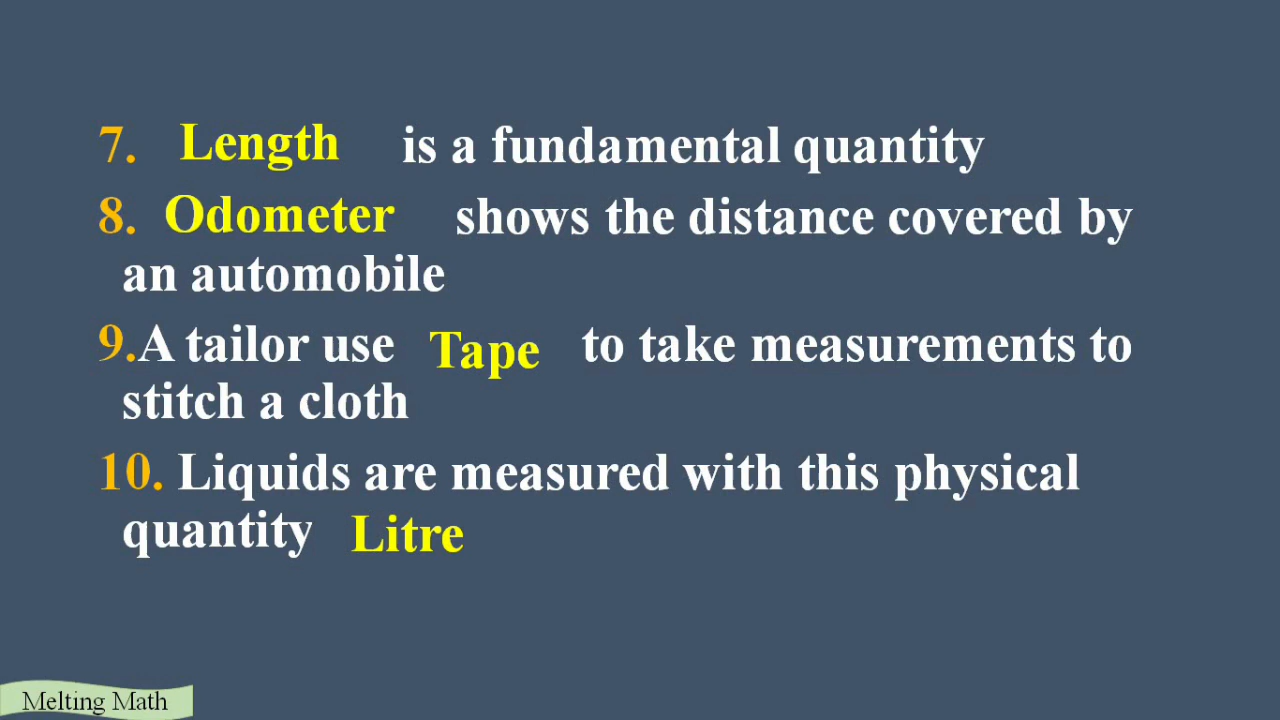 7. Length is a fundamental quantity
8. Odometer shows the distance covered by
an automobile
9.A tailor use Tape to take measurements to
stitch a cloth
10. Liquids are measured with this physical
quantity Litre
Melting Math